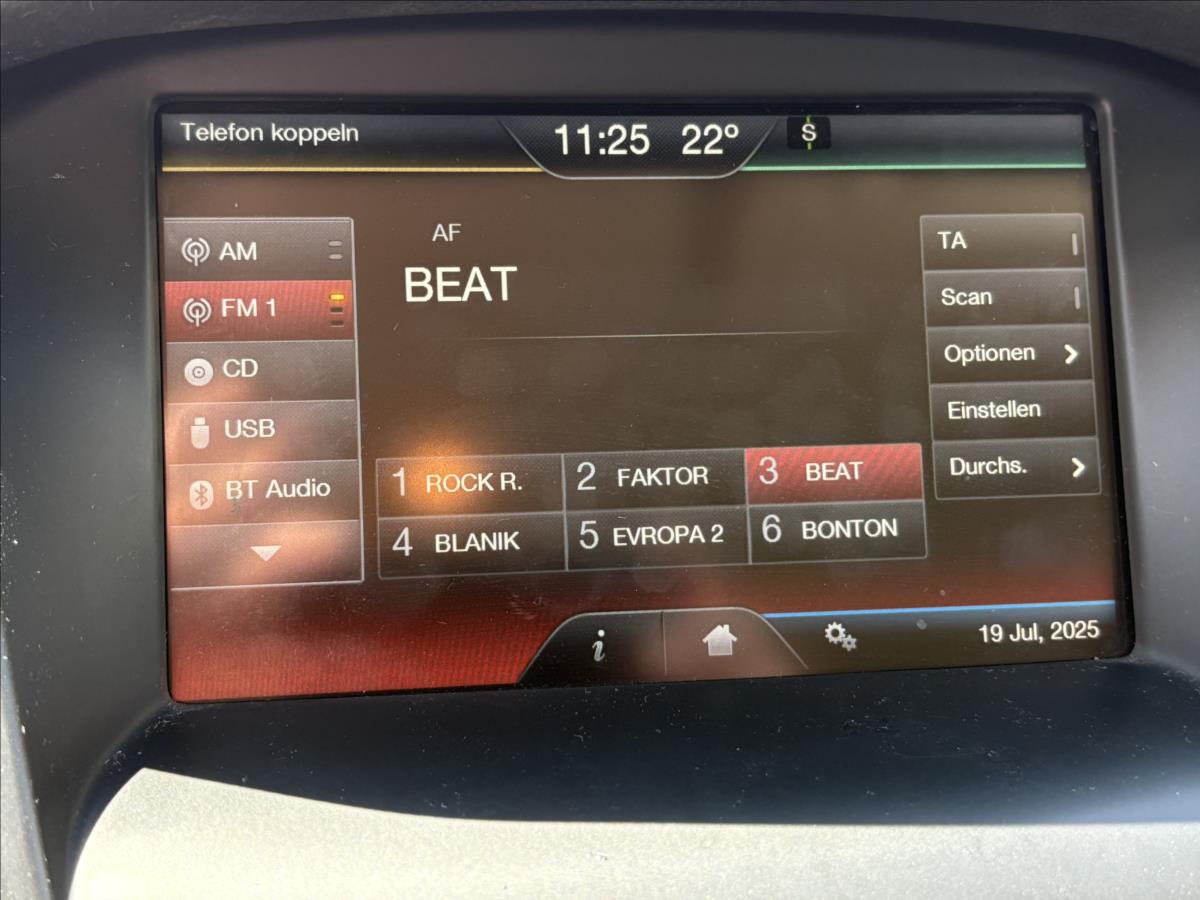 Telefon koppeln
11:25 22º
S
AM
FM 1
CD
USB
BT Audio
AF
BEAT
1 ROCK R.
2 FAKTOR
3 BEAT
4 BLANIK
5 EVROPA 2
6 BONTON
TA
Scan
Optionen
Einstellen
Durchs.
i
19 Jul, 2025